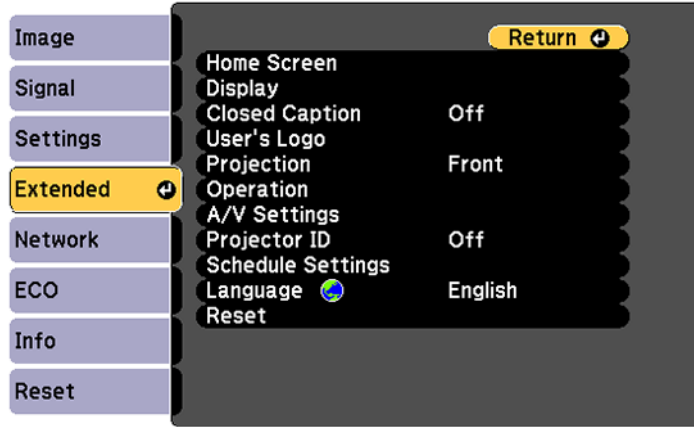 Image
Signal
Settings
Extended
Network
ECO
Info
Reset
Return
Home Screen
Display
Closed Caption Off
User's Logo
Projection Front
Operation
A/V Settings
Projector ID Off
Schedule Settings
Language English
Reset